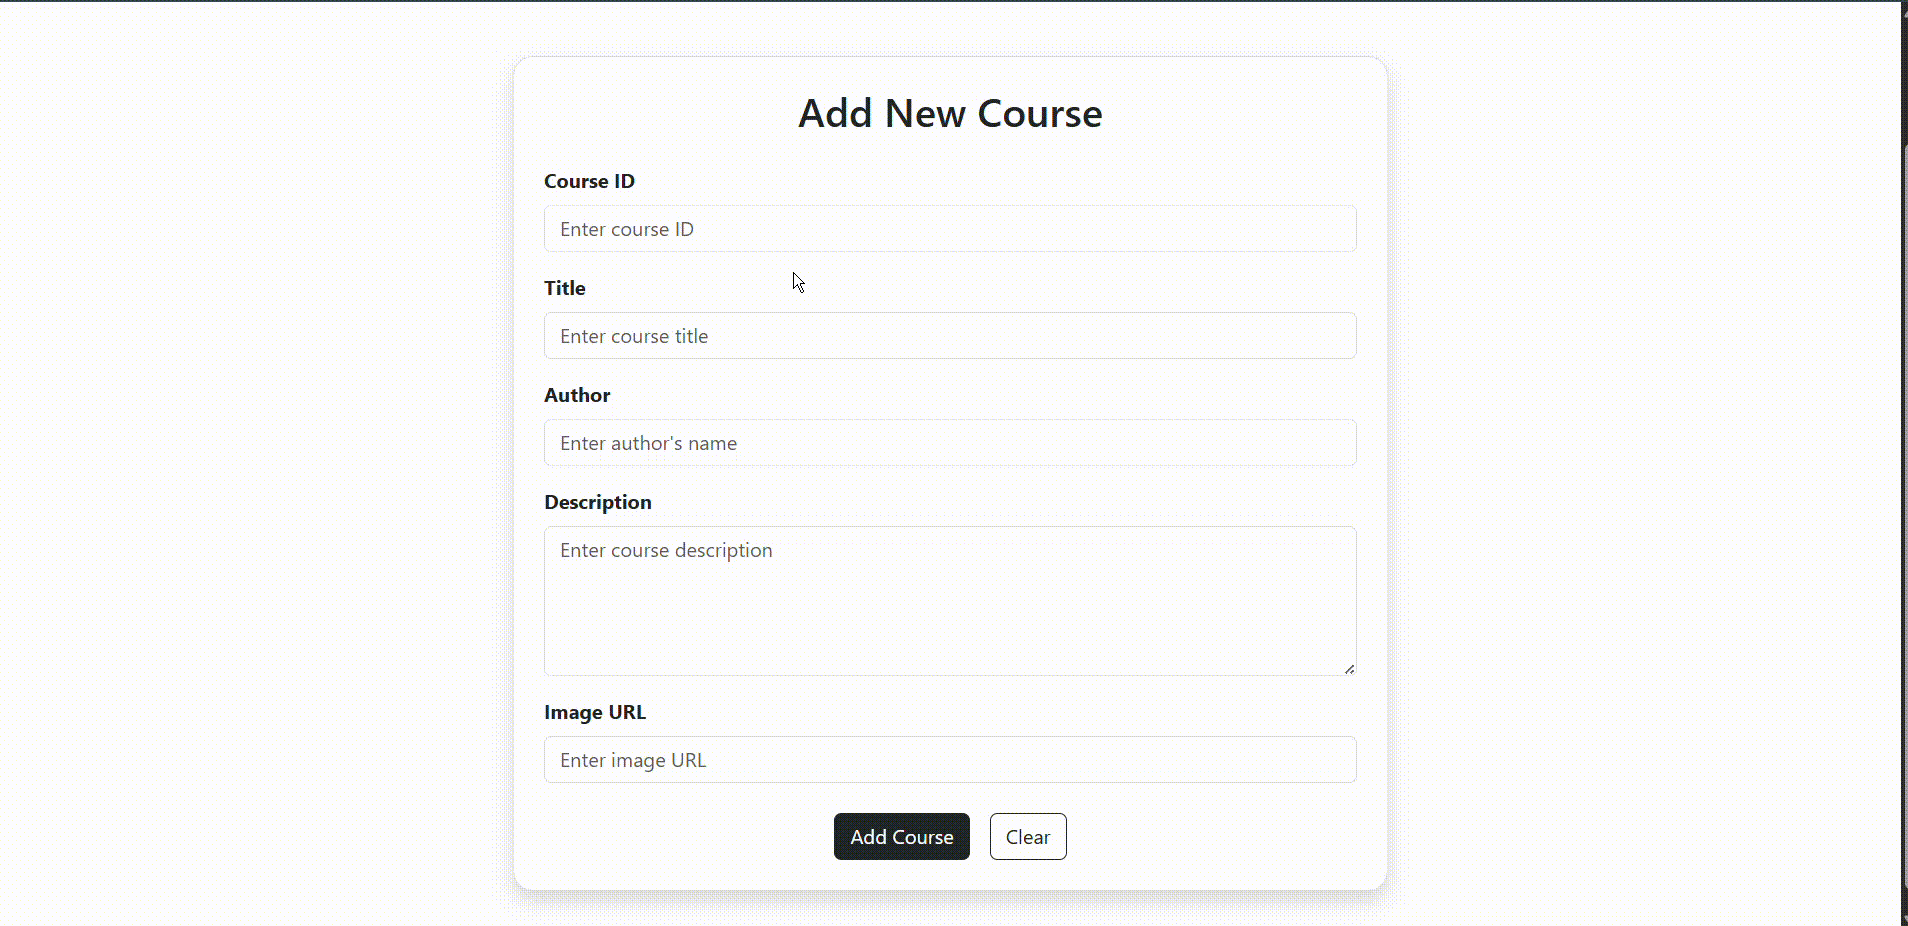 Add New Course
Course ID
Enter course ID
Title
Enter course title
Author
Enter author's name
Description
Enter course description
Image URL
Enter image URL
Add Course Clear